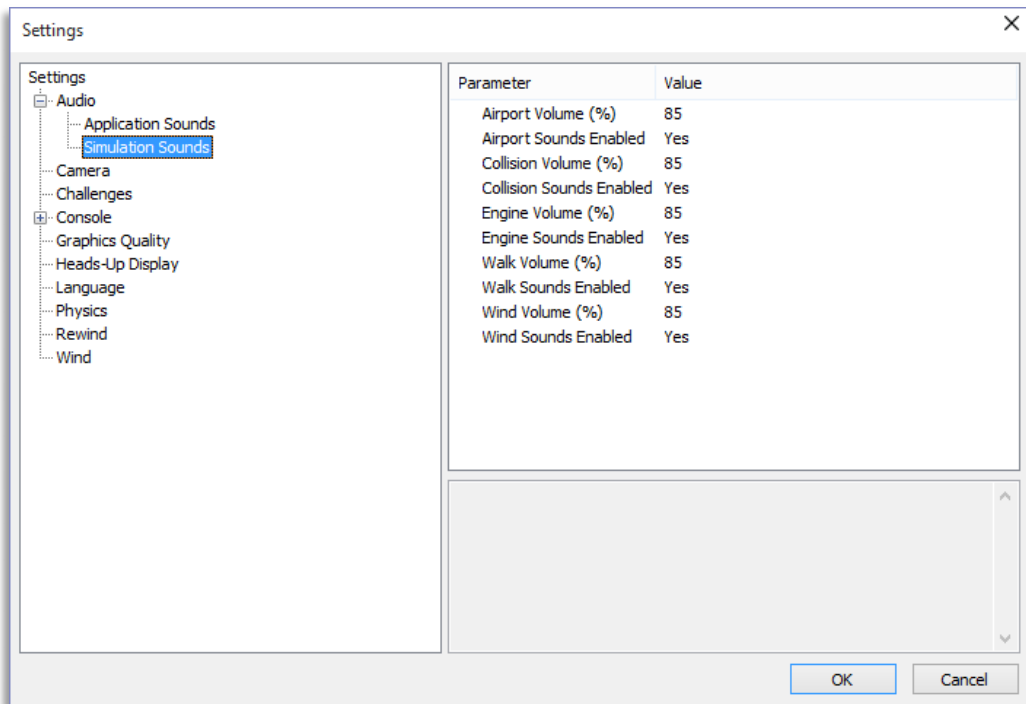 Settings
Settings
Audio
Application Sounds
Simulation Sounds
Camera
Challenges
Console
Graphics Quality
Heads-Up Display
Language
Physics
Rewind
Wind
Parameter Value
Airport Volume (%) 85
Airport Sounds Enabled Yes
Collision Volume (%) 85
Collision Sounds Enabled Yes
Engine Volume (%) 85
Engine Sounds Enabled Yes
Walk Volume (%) 85
Walk Sounds Enabled Yes
Wind Volume (%) 85
Wind Sounds Enabled Yes
OK Cancel